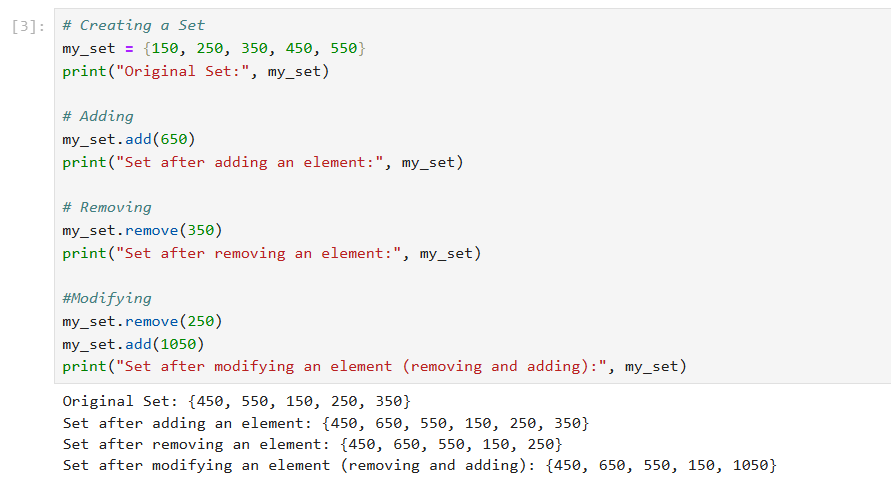 [3]: # Creating a Set
my_set = {150, 250, 350, 450, 550}
print("Original Set:", my_set)
# Adding
my_set.add(650)
print("Set after adding an element:", my_set)
# Removing
my_set.remove(350)
print("Set after removing an element:", my_set)
#Modifying
my_set.remove(250)
my_set.add(1050)
print("Set after modifying an element (removing and adding):", my_set)
Original Set: {450, 550, 150, 250, 350}
Set after adding an element: {450, 650, 550, 150, 250, 350}
Set after removing an element: {450, 650, 550, 150, 250}
Set after modifying an element (removing and adding): {450, 650, 550, 150, 1050}